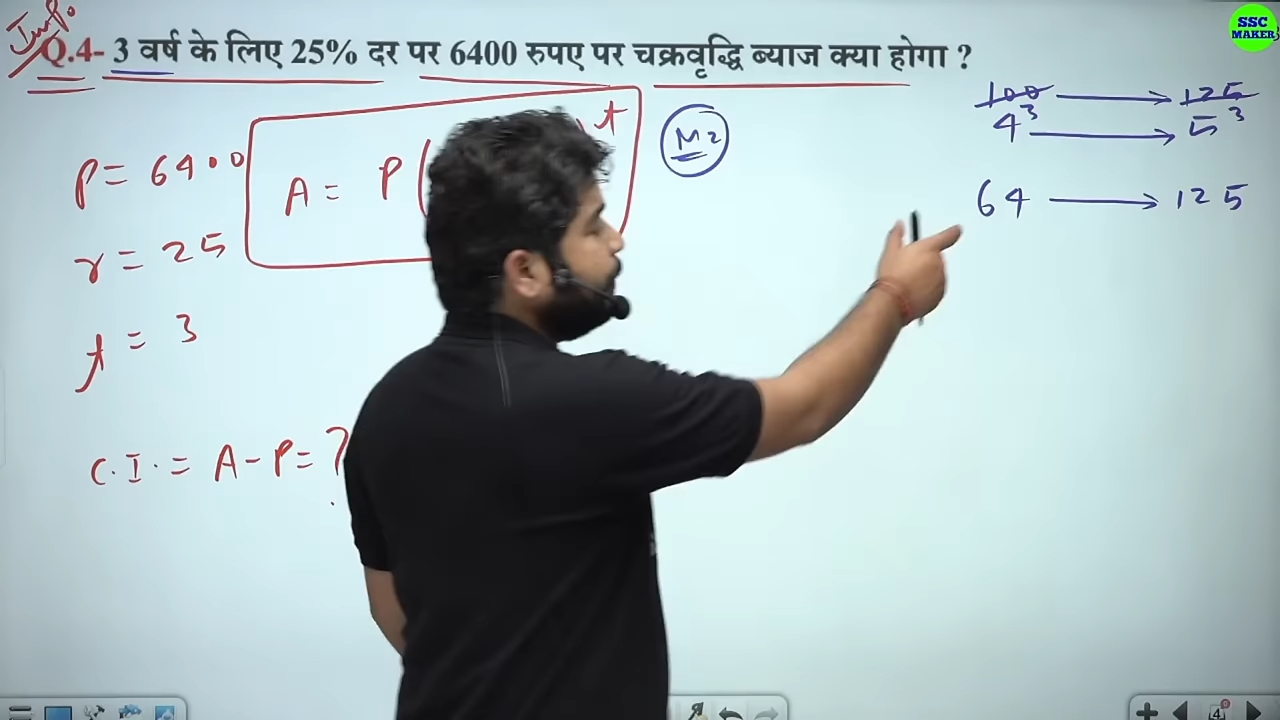 Imp.
Q.4- 3 वर्ष के लिए 25% दर पर 6400 रुपए पर चक्रवृद्धि ब्याज क्या होगा ?
SSC
MAKER
P = 6400
r = 25
t = 3
C.I. = A - P = ?
A = P (
t
M2
100 → 125
4³ → 5³
64 → 125
4